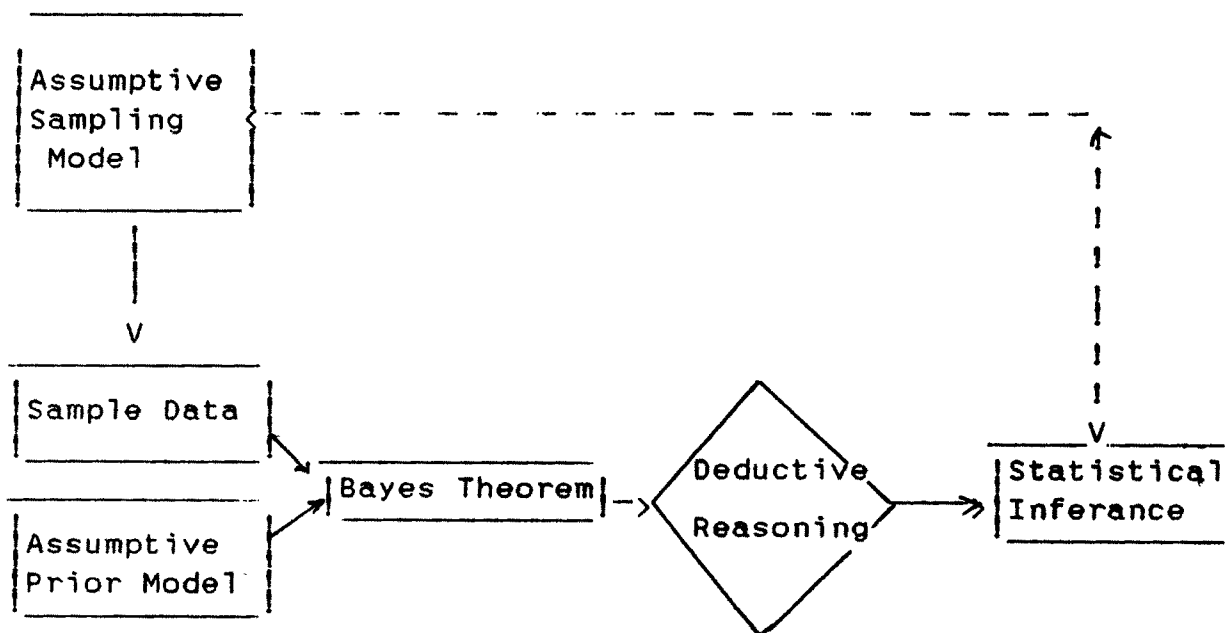 Assumptive
Sampling
Model
Sample Data
Assumptive
Prior Model
Bayes Theorem
Deductive
Reasoning
Statistical
Inferance